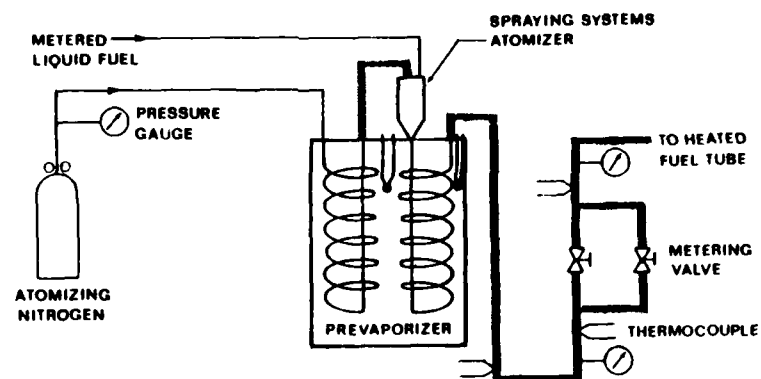 SPRAYING SYSTEMS
ATOMIZER
METERED
LIQUID FUEL
PRESSURE
GAUGE
TO HEATED
FUEL TUBE
METERING
VALVE
ATOMIZING
NITROGEN
PREVAPORIZER
THERMOCOUPLE